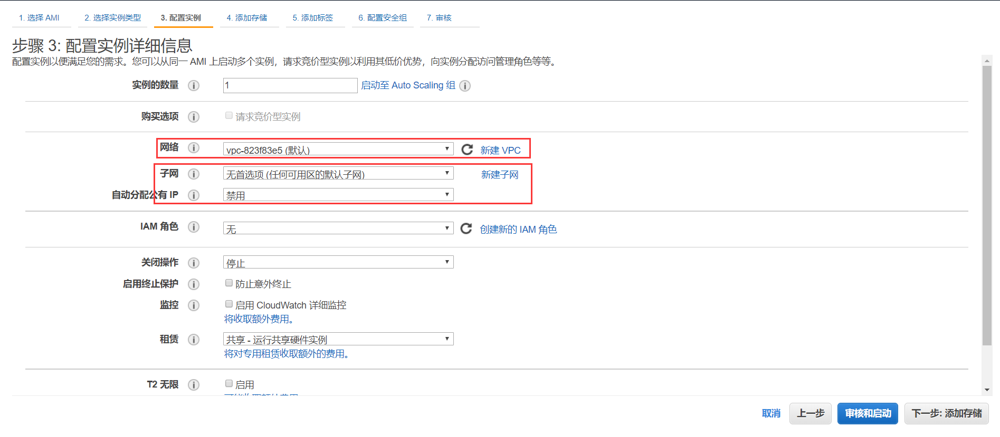 1. 选择 AMI 2. 选择实例类型 3. 配置实例 4. 添加存储 5. 添加标签 6. 配置安全组 7. 审核
步骤 3: 配置实例详细信息
配置实例以便满足您的需求。您可以从同一 AMI 上启动多个实例，请求竞价型实例以利用其低价优势，向实例分配访问管理角色等等。
实例的数量 1 启动至 Auto Scaling 组
购买选项 请求竞价型实例
网络 vpc-823f83e5 (默认) 新建 VPC
子网 无首选项 (任何可用区的默认子网) 新建子网
自动分配公有 IP 禁用
IAM 角色 无 创建新的 IAM 角色
关闭操作 停止
启用终止保护 防止意外终止
监控 启用 CloudWatch 详细监控
将收取额外费用。
租赁 共享 - 运行共享硬件实例
将对专用租赁收取额外的费用。
T2 无限 启用
取消 上一步 审核和启动 下一步: 添加存储